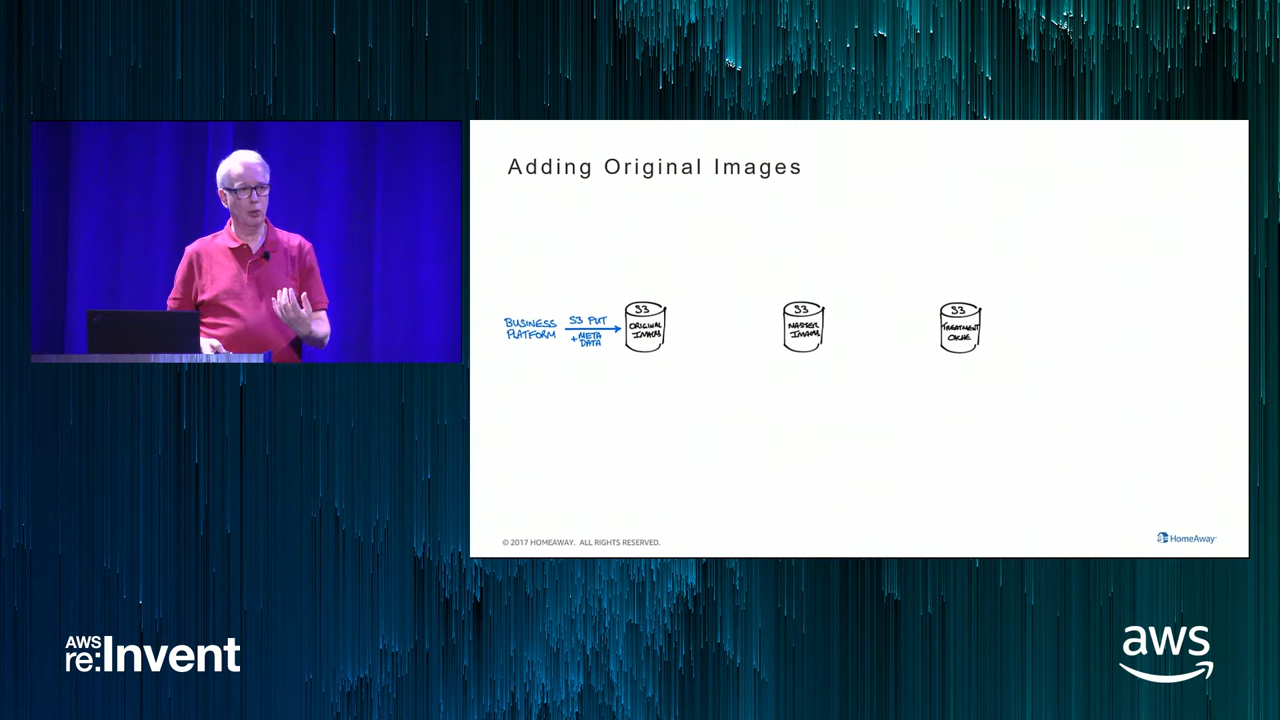 Adding Original Images
BUSINESS
PLATFORM
S3 PUT
+ META
DATA
S3
ORIGINAL
IMAGES
S3
MASTER
IMAGES
S3
TREATMENT
CACHE
© 2017 HOMEAWAY. ALL RIGHTS RESERVED.
HomeAway
AWS
re:Invent
aws